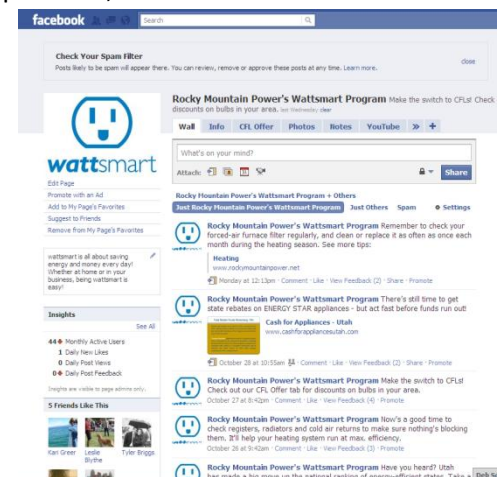 facebook
Search
Check Your Spam Filter
Posts likely to be spam will appear there. You can review, remove or approve these posts at any time. Learn more.
close
wattsmart
Edit Page
Promote with an Ad
Add to My Page's Favorites
Suggest to Friends
Remove from My Page's Favorites
wattsmart is all about saving
energy and money every day!
Whether at home or in your
business, being wattsmart is
easy!
Insights
See All
44 Monthly Active Users
1 Daily New Likes
0 Daily Post Views
0 Daily Post Feedback
Insights are visible to page admins only.
5 Friends Like This
Kari Greer
Leslie
Blythe
Tyler Briggs
Rocky Mountain Power's Wattsmart Program Make the switch to CFLs! Check
discounts on bulbs in your area. last Wednesday clear
Wall Info CFL Offer Photos Notes YouTube » +
What's on your mind?
Attach:
Share
Rocky Mountain Power's Wattsmart Program + Others
Just Rocky Mountain Power's Wattsmart Program Just Others Spam Settings
Rocky Mountain Power's Wattsmart Program Remember to check your
forced-air furnace filter regularly, and clean or replace it as often as once each
month during the heating season. See more tips:
Heating
www.rockymountainpower.net
Monday at 12:13pm · Comment · Like · View Feedback (2) · Share · Promote
Rocky Mountain Power's Wattsmart Program There's still time to get
state rebates on ENERGY STAR appliances - but act fast before funds run out!
Cash for Appliances - Utah
www.cashforappliancesutah.com
October 28 at 10:55am · Comment · Like · View Feedback (2) · Share · Promote
Rocky Mountain Power's Wattsmart Program Make the switch to CFLs!
Check out our CFL Offer tab for discounts on bulbs in your area.
October 27 at 8:42pm · Comment · Like · View Feedback (4) · Promote
Rocky Mountain Power's Wattsmart Program Now's a good time to
check registers, radiators and cold air returns to make sure nothing's blocking
them. It'll help your heating system run at max. efficiency.
October 26 at 9:42am · Comment · Like · View Feedback (3) · Promote
Rocky Mountain Power's Wattsmart Program Have you heard? Utah